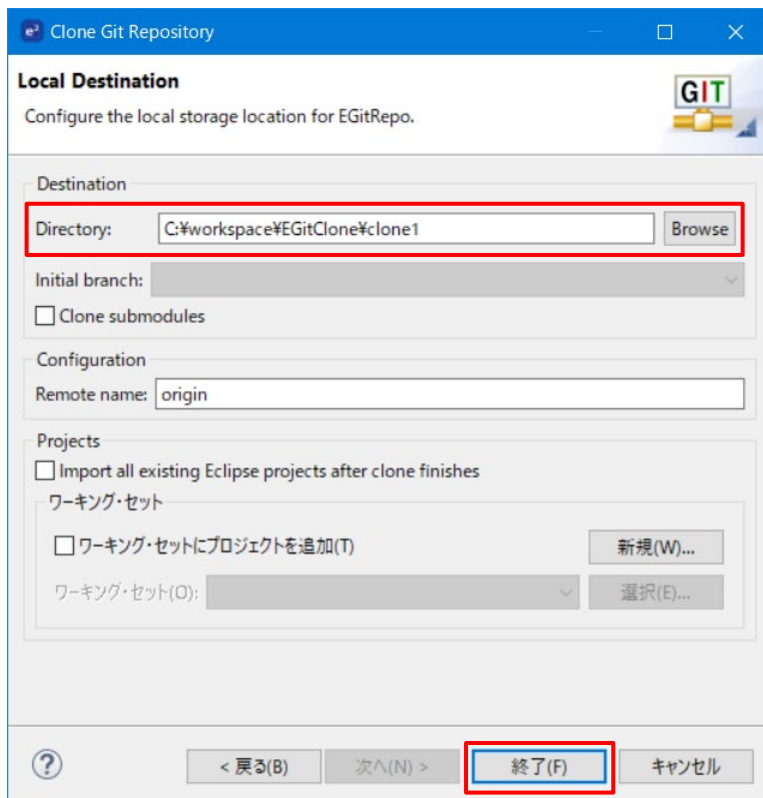 e² Clone Git Repository
Local Destination
Configure the local storage location for EGitRepo.
GIT
Destination
Directory: C:¥workspace¥EGitClone¥clone1 Browse
Initial branch:
Clone submodules
Configuration
Remote name: origin
Projects
Import all existing Eclipse projects after clone finishes
ワーキング・セット
ワーキング・セットにプロジェクトを追加(T) 新規(W)...
ワーキング・セット(O): 選択(E)...
? < 戻る(B) 次へ(N) > 終了(F) キャンセル